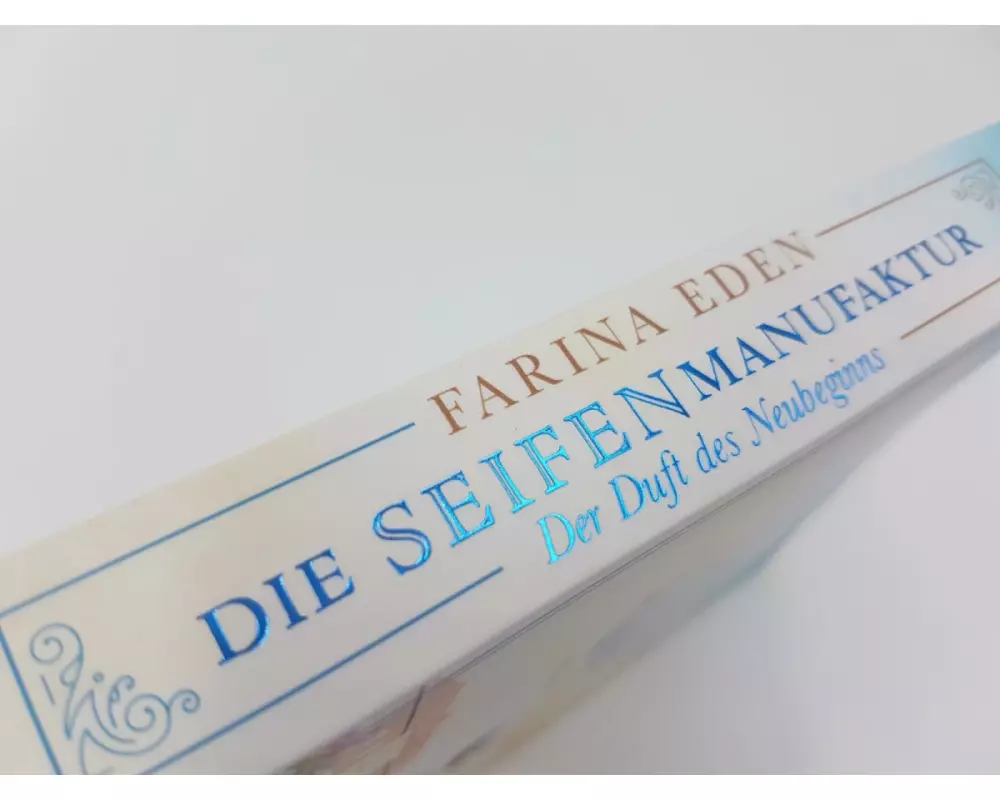 FARINA EDEN
DIE SEIFENMANUFAKTUR
Der Duft des Neubeginns